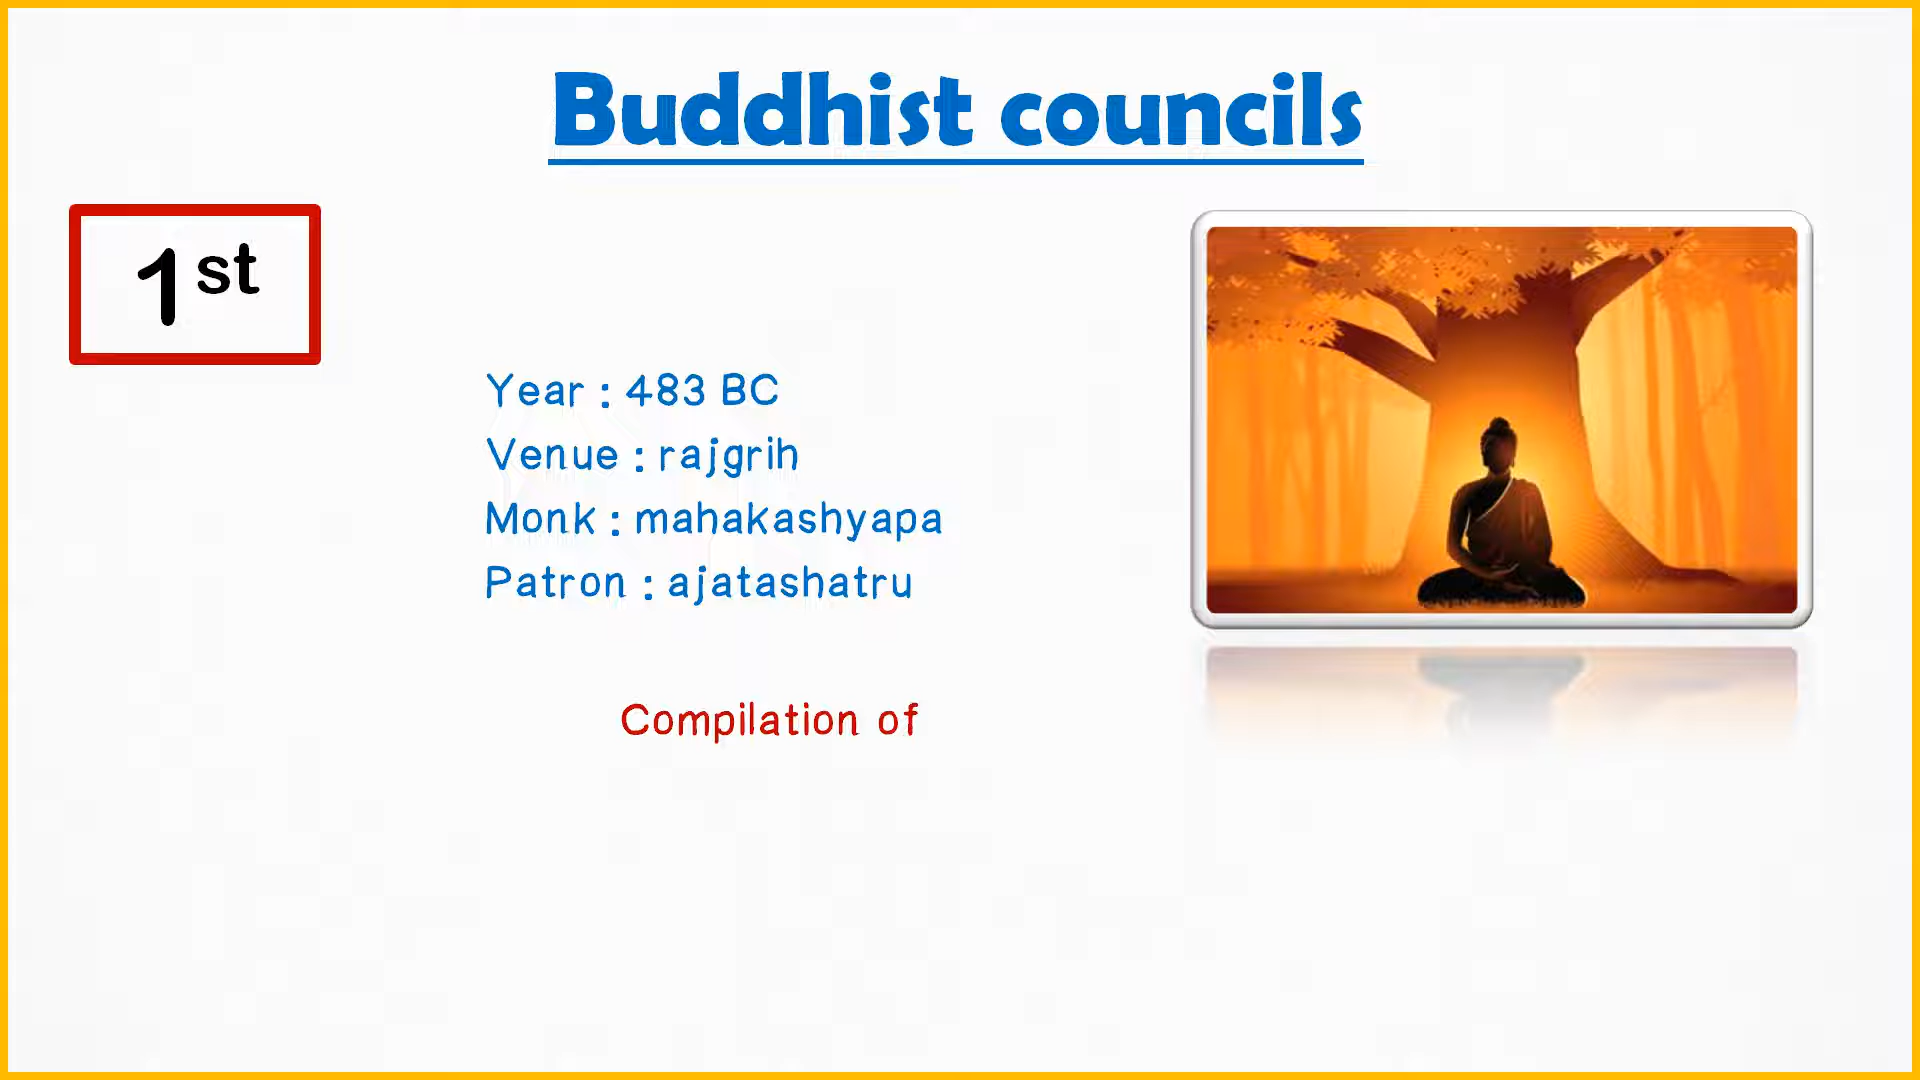 Buddhist councils
1st
Year : 483 BC
Venue : rajgrih
Monk : mahakashyapa
Patron : ajatashatru
Compilation of